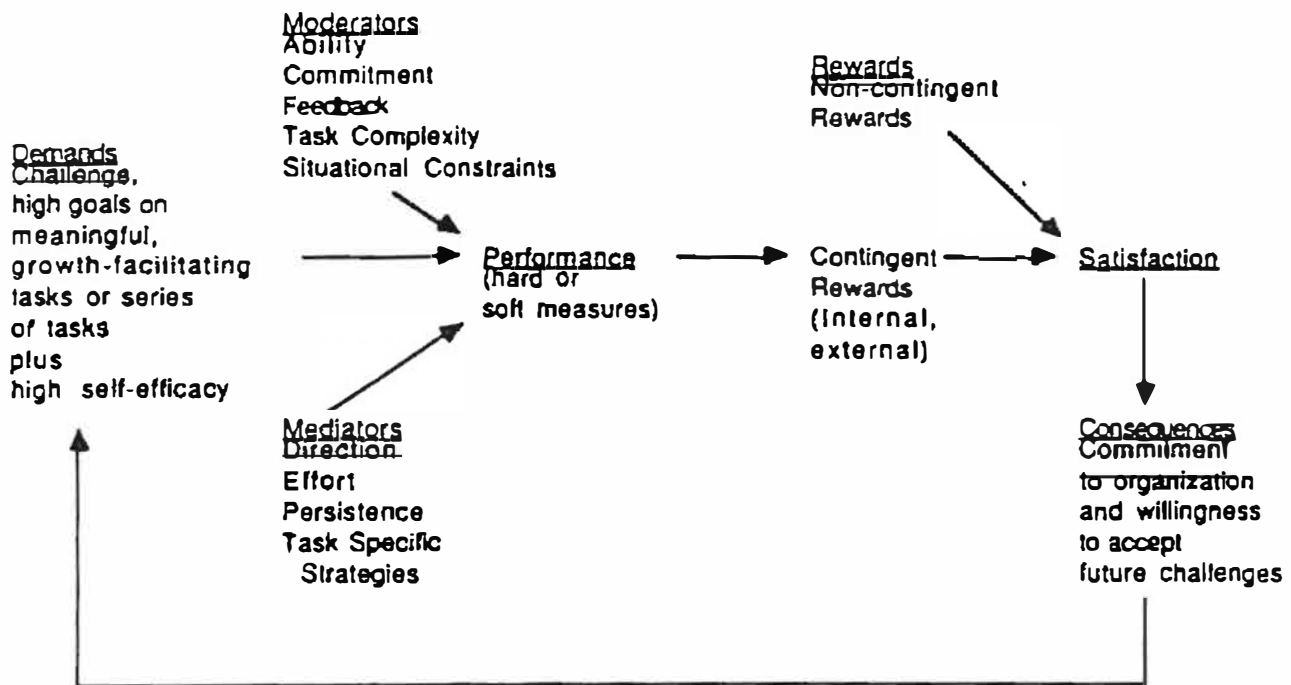 Moderators
Ability
Commitment
Feedback
Task Complexity
Situational Constraints
Rewards
Non-contingent
Rewards
Demands
Challenge,
high goals on
meaningful,
growth-facilitating
tasks or series
of tasks
plus
high self-efficacy
Performance
(hard or
soft measures)
Contingent
Rewards
(internal,
external)
Satisfaction
Mediators
Direction
Effort
Persistence
Task Specific
Strategies
Consequences
Commitment
to organization
and willingness
to accept
future challenges